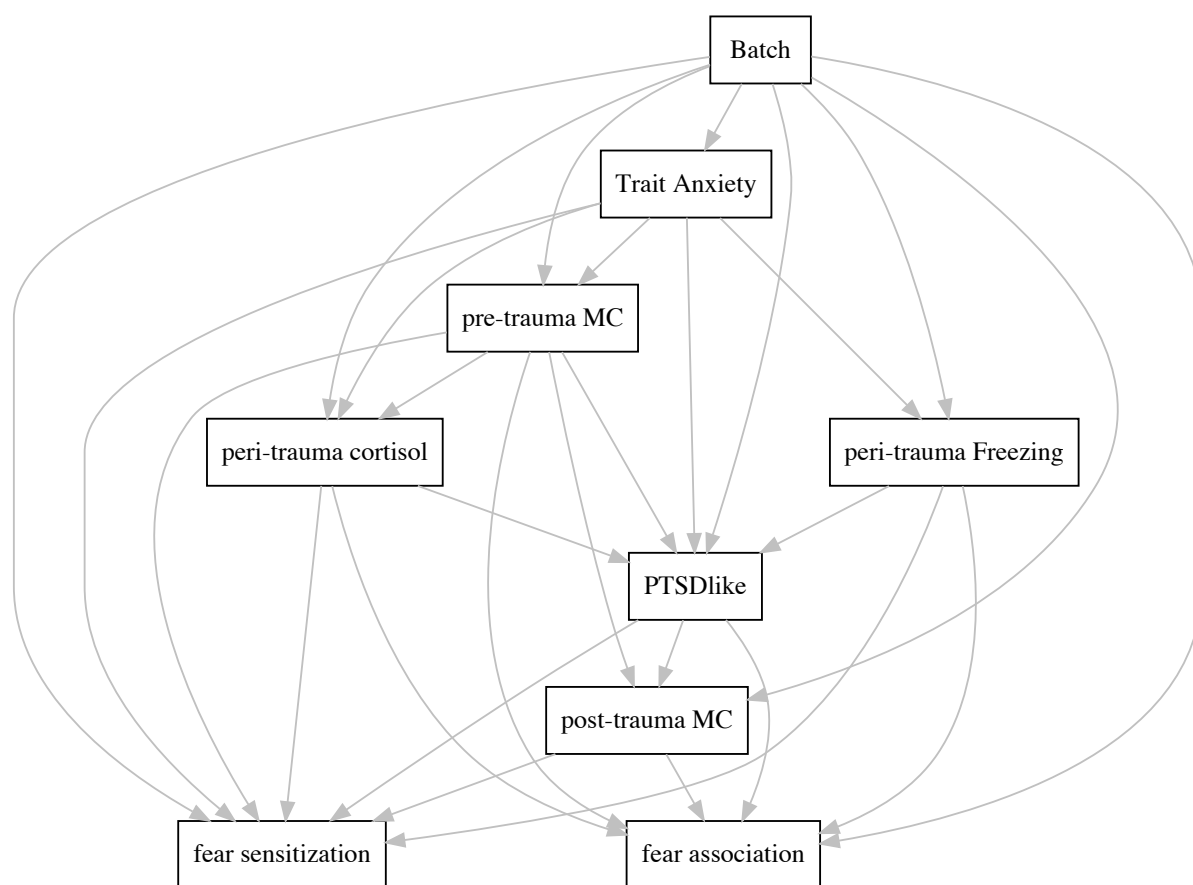 Batch
Trait Anxiety
pre-trauma MC
peri-trauma cortisol
peri-trauma Freezing
PTSDlike
post-trauma MC
fear sensitization
fear association